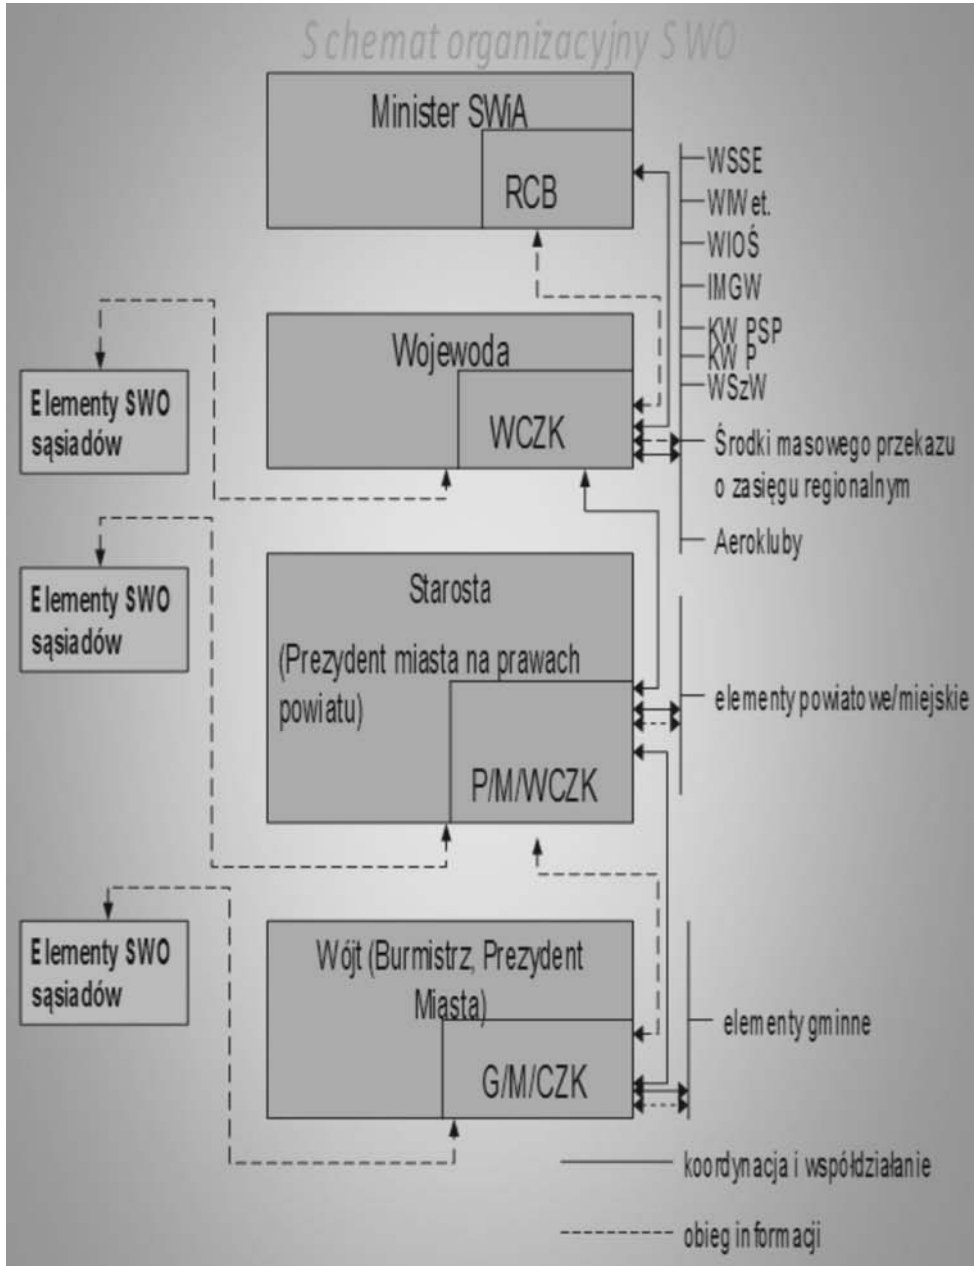 Schemat organizacyjny SWO
Minister SWiA
RCB
WSSE
WIWet.
WIOŚ
IMGW
KW PSP
KW P
WSzW
Środki masowego przekazu
o zasięgu regionalnym
Aerokluby
Wojewoda
WCZK
Elementy SWO
sąsiadów
Elementy SWO
sąsiadów
Starosta
(Prezydent miasta na prawach
powiatu)
P/M/WCZK
elementy powiatowe/miejskie
Elementy SWO
sąsiadów
Wójt (Burmistrz, Prezydent
Miasta)
G/M/CZK
elementy gminne
koordynacja i współdziałanie
obieg informacji